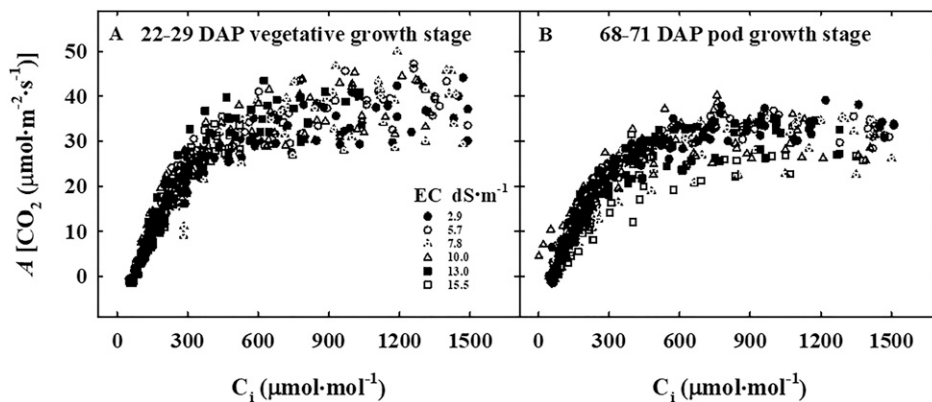 A 22-29 DAP vegetative growth stage
B 68-71 DAP pod growth stage
A [CO₂ (μmol·m⁻²·s⁻¹)]
50
40
30
20
10
0
EC dS·m⁻¹
2.9
5.7
7.8
10.0
13.0
15.5
0 300 600 900 1200 1500
0 300 600 900 1200 1500
Cᵢ (μmol·mol⁻¹)
Cᵢ (μmol·mol⁻¹)